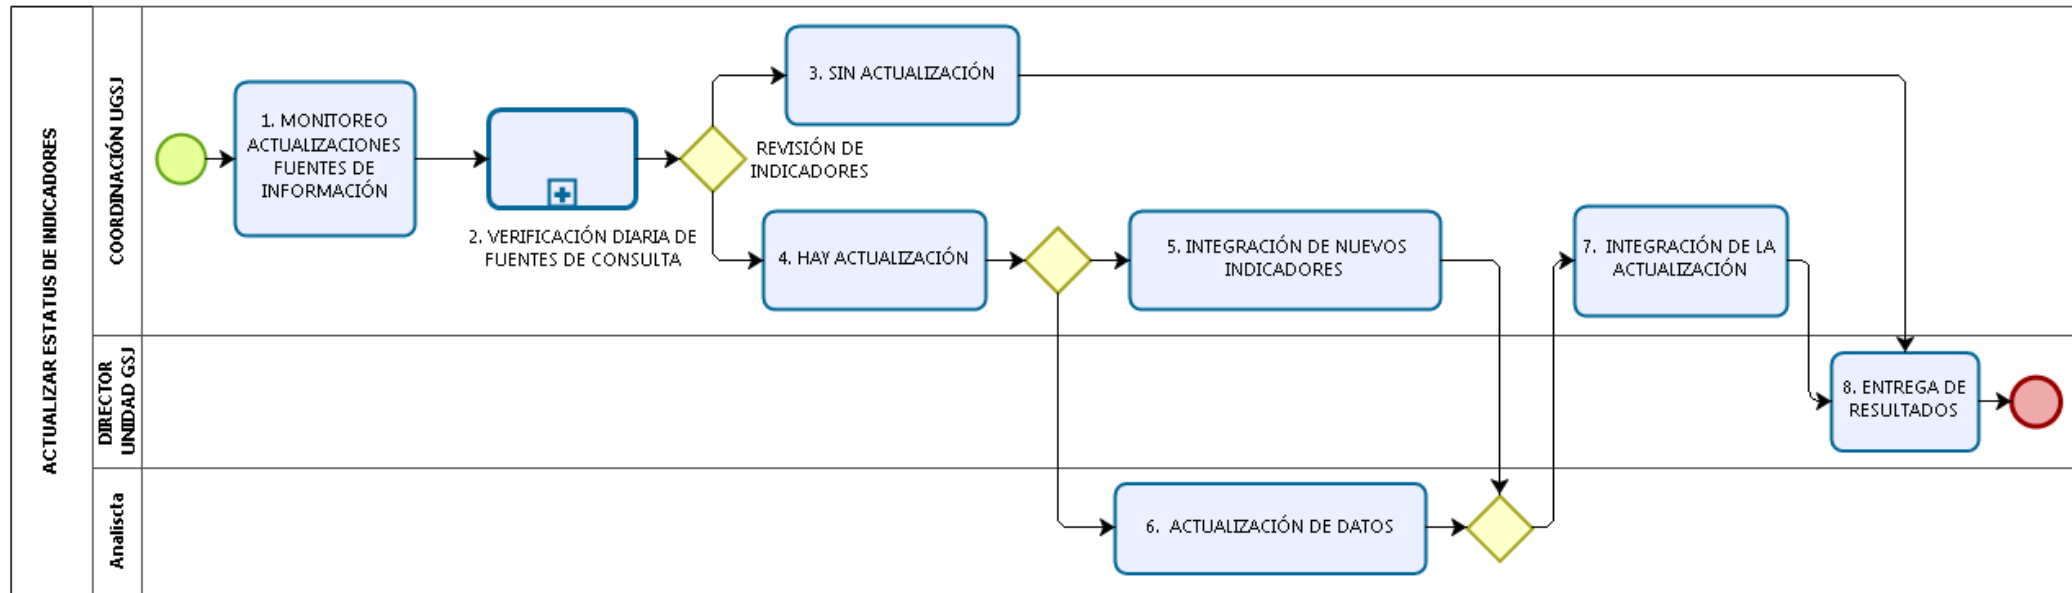 ACTUALIZAR ESTATUS DE INDICADORES
COORDINACIÓN UGSJ
1. MONITOREO
ACTUALIZACIONES
FUENTES DE
INFORMACIÓN
2. VERIFICACIÓN DIARIA DE
FUENTES DE CONSULTA
REVISIÓN DE
INDICADORES
3. SIN ACTUALIZACIÓN
4. HAY ACTUALIZACIÓN
5. INTEGRACIÓN DE NUEVOS
INDICADORES
7. INTEGRACIÓN DE LA
ACTUALIZACIÓN
DIRECTOR
UNIDAD GSJ
8. ENTREGA DE
RESULTADOS
Analiscta
6. ACTUALIZACIÓN DE DATOS